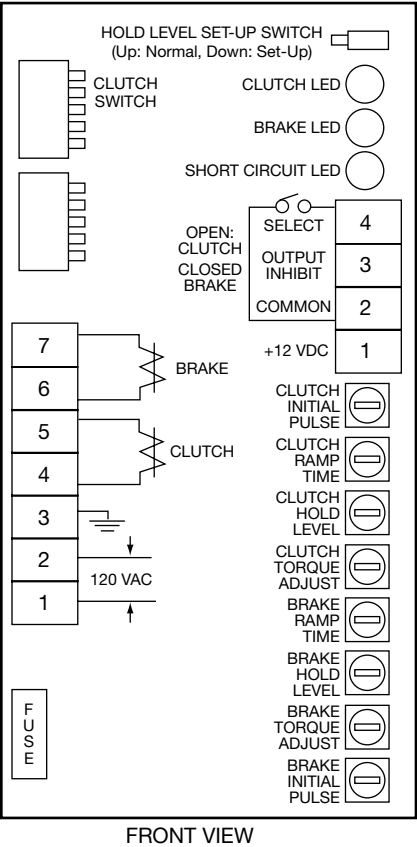 HOLD LEVEL SET-UP SWITCH
(Up: Normal, Down: Set-Up)
CLUTCH
SWITCH
CLUTCH LED
BRAKE LED
SHORT CIRCUIT LED
OPEN:
CLUTCH
CLOSED
BRAKE
SELECT
4
OUTPUT
INHIBIT
3
COMMON
2
+12 VDC
1
7
6
BRAKE
5
4
CLUTCH
3
2
1
120 VAC
CLUTCH
INITIAL
PULSE
CLUTCH
RAMP
TIME
CLUTCH
HOLD
LEVEL
CLUTCH
TORQUE
ADJUST
BRAKE
RAMP
TIME
BRAKE
HOLD
LEVEL
BRAKE
TORQUE
ADJUST
BRAKE
INITIAL
PULSE
F
U
S
E
FRONT VIEW